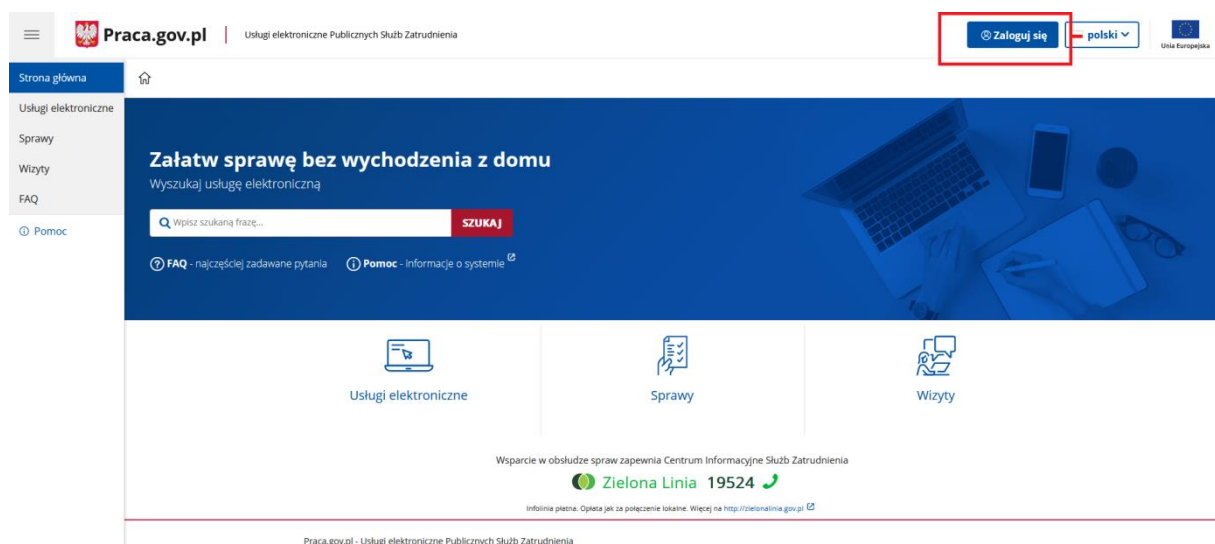 Praca.gov.pl
Usługi elektroniczne Publicznych Służb Zatrudnienia
Zaloguj się
polski
Unia Europejska
Strona główna
Usługi elektroniczne
Sprawy
Wizyty
FAQ
Pomoc
Załatw sprawę bez wychodzenia z domu
Wyszukaj usługę elektroniczną
Wpisz szukaną frazę...
SZUKAJ
FAQ - najczęściej zadawane pytania
Pomoc - informacje o systemie
Usługi elektroniczne
Sprawy
Wizyty
Wsparcie w obsłudze spraw zapewnia Centrum Informacyjne Służb Zatrudnienia
Zielona Linia 19524
Infolinia płatna. Opłata jak za połączenie lokalne. Więcej na http://zielonalinia.gov.pl
Praca.gov.pl - Usługi elektroniczne Publicznych Służb Zatrudnienia